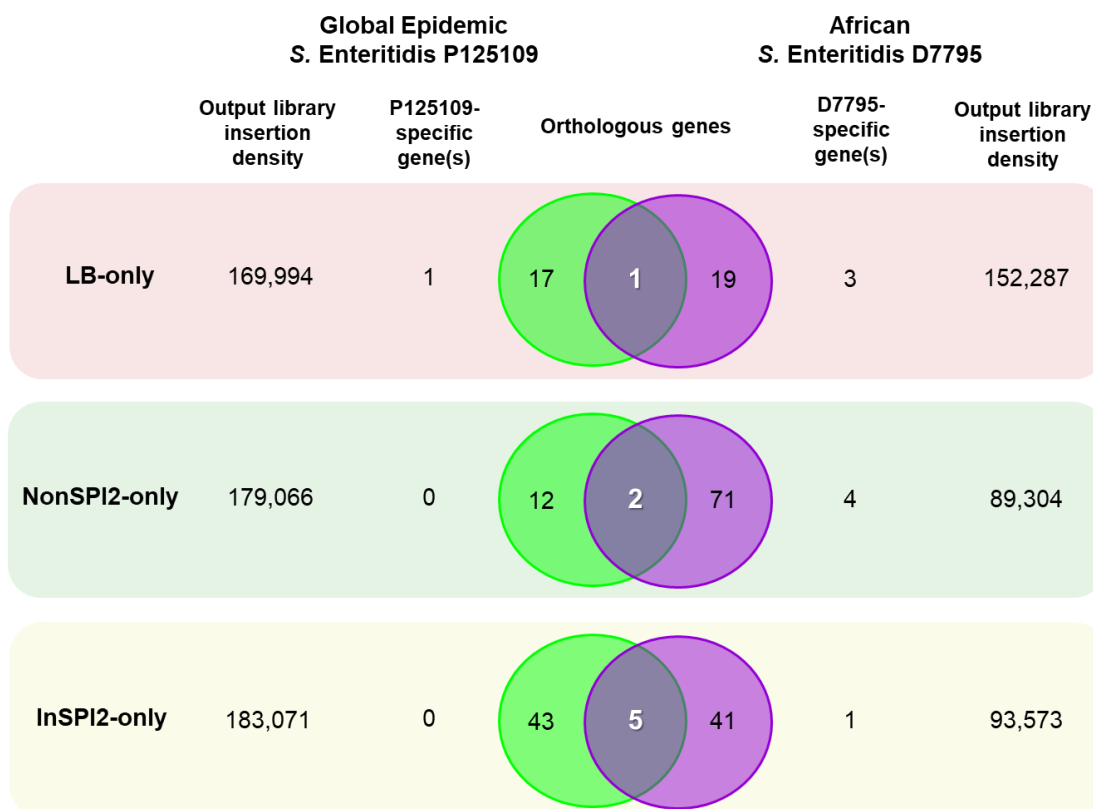 Global Epidemic
S. Enteritidis P125109
African
S. Enteritidis D7795
Output library
insertion
density
P125109-
specific
gene(s)
Orthologous genes
D7795-
specific
gene(s)
Output library
insertion
density
LB-only 169,994 1 17 1 19 3 152,287
NonSPI2-only 179,066 0 12 2 71 4 89,304
InSPI2-only 183,071 0 43 5 41 1 93,573